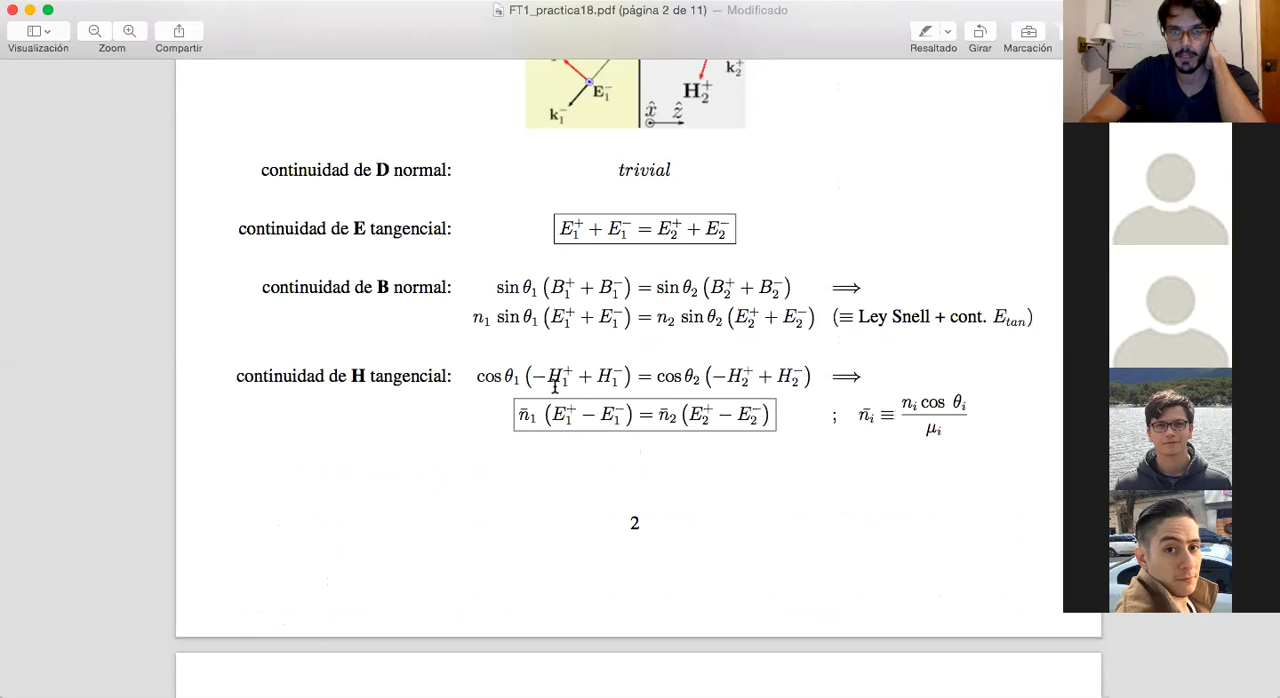 FT1_practica18.pdf (página 2 de 11) — Modificado
Visualización Zoom Compartir Resaltado Girar Marcación
E₁⁻ k₁⁻ H₂⁺ k₂⁺ x̂ ẑ
continuidad de D normal: trivial
continuidad de E tangencial: E₁⁺ + E₁⁻ = E₂⁺ + E₂⁻
continuidad de B normal: sin θ₁ (B₁⁺ + B₁⁻) = sin θ₂ (B₂⁺ + B₂⁻) ⟹
n₁ sin θ₁ (E₁⁺ + E₁⁻) = n₂ sin θ₂ (E₂⁺ + E₂⁻) (≡ Ley Snell + cont. E_tan)
continuidad de H tangencial: cos θ₁ (−H₁⁺ + H₁⁻) = cos θ₂ (−H₂⁺ + H₂⁻) ⟹
n̄₁ (E₁⁺ − E₁⁻) = n̄₂ (E₂⁺ − E₂⁻) ; n̄ᵢ ≡ nᵢ cos θᵢ / μᵢ
2